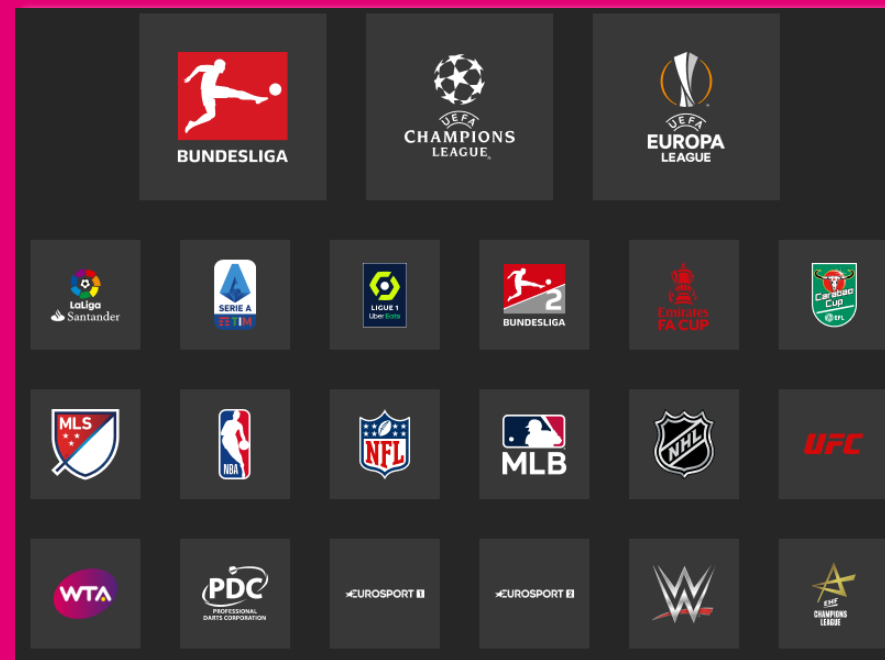 BUNDESLIGA
UEFA
CHAMPIONS
LEAGUE
UEFA
EUROPA
LEAGUE
LaLiga
Santander
SERIE A
TIM
LIGUE 1
Uber Eats
2
BUNDESLIGA
Emirates
FA CUP
Carabao
Cup
EFL
MLS
NBA
NFL
MLB
NHL
UFC
WTA
PDC
PROFESSIONAL
DARTS CORPORATION
EUROSPORT 1
EUROSPORT 2
W
EHF
CHAMPIONS
LEAGUE